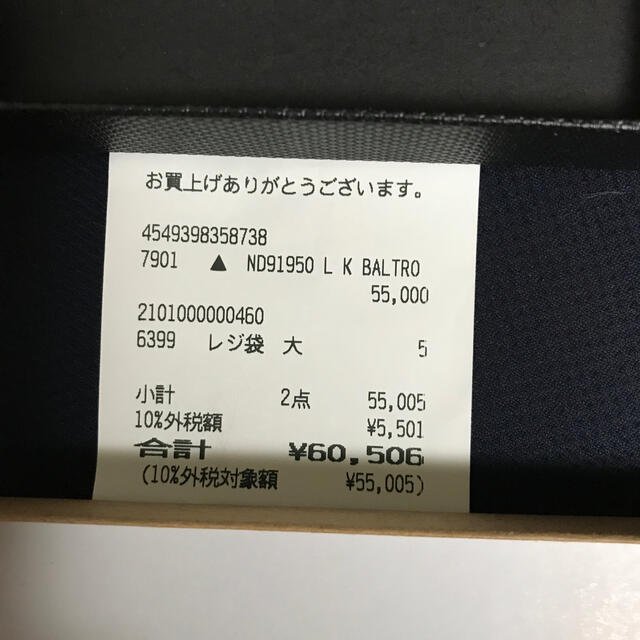 お買上げありがとうございます。
4549398358738
7901 ▲ ND91950 L K BALTRO
55,000
2101000000460
6399 レジ袋 大 5
小計 2点 55,005
10%外税額 ¥5,501
合計 ¥60,506
(10%外税対象額 ¥55,005)